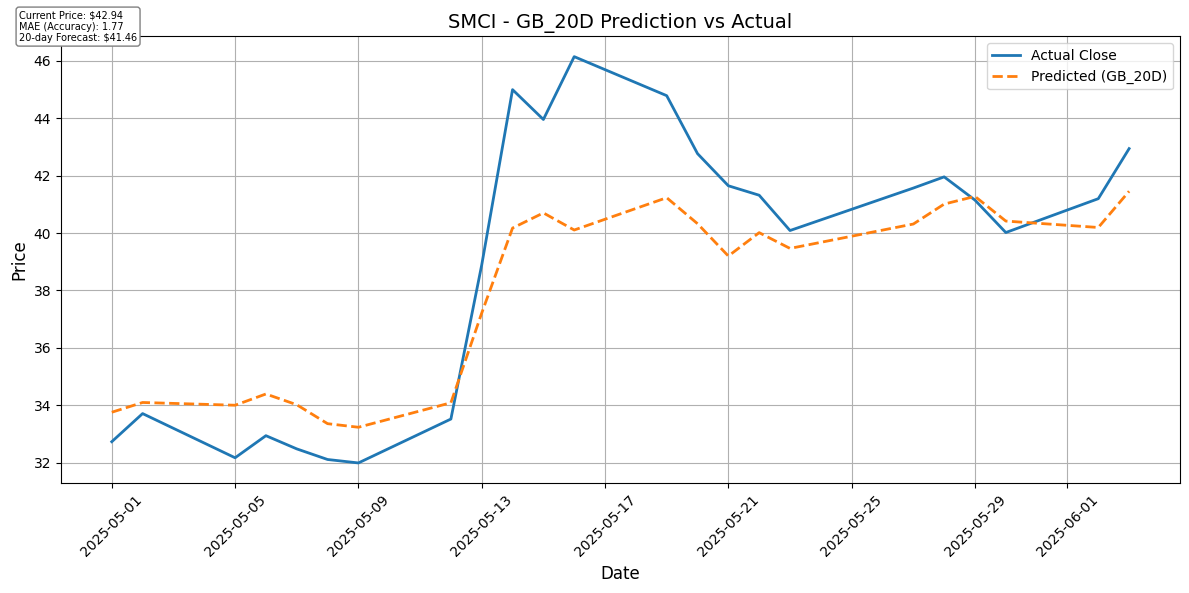 SMCI - GB_20D Prediction vs Actual
Current Price: $42.94
MAE (Accuracy): 1.77
20-day Forecast: $41.46
Actual Close
Predicted (GB_20D)
Price
46
44
42
40
38
36
34
32
2025-05-01
2025-05-05
2025-05-09
2025-05-13
2025-05-17
2025-05-21
2025-05-25
2025-05-29
2025-06-01
Date